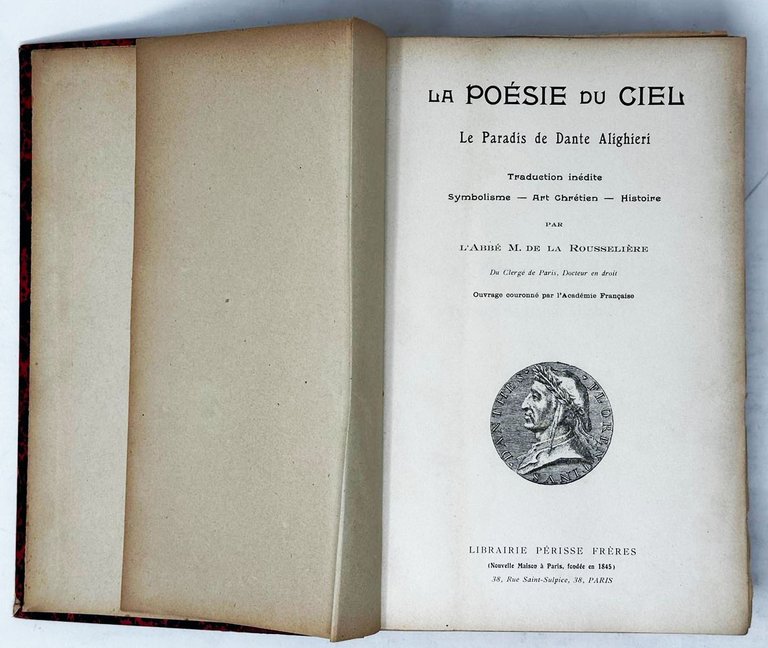 LA POÉSIE DU CIEL
Le Paradis de Dante Alighieri
Traduction inédite
Symbolisme — Art Chrétien — Histoire
PAR
L'ABBÉ M. DE LA ROUSSELIÈRE
Du Clergé de Paris, Docteur en droit
Ouvrage couronné par l'Académie Française
DANTHES
FLOREN
LIBRAIRIE PÉRISSE FRÈRES
(Nouvelle Maison à Paris, fondée en 1845)
38, Rue Saint-Sulpice, 38, PARIS